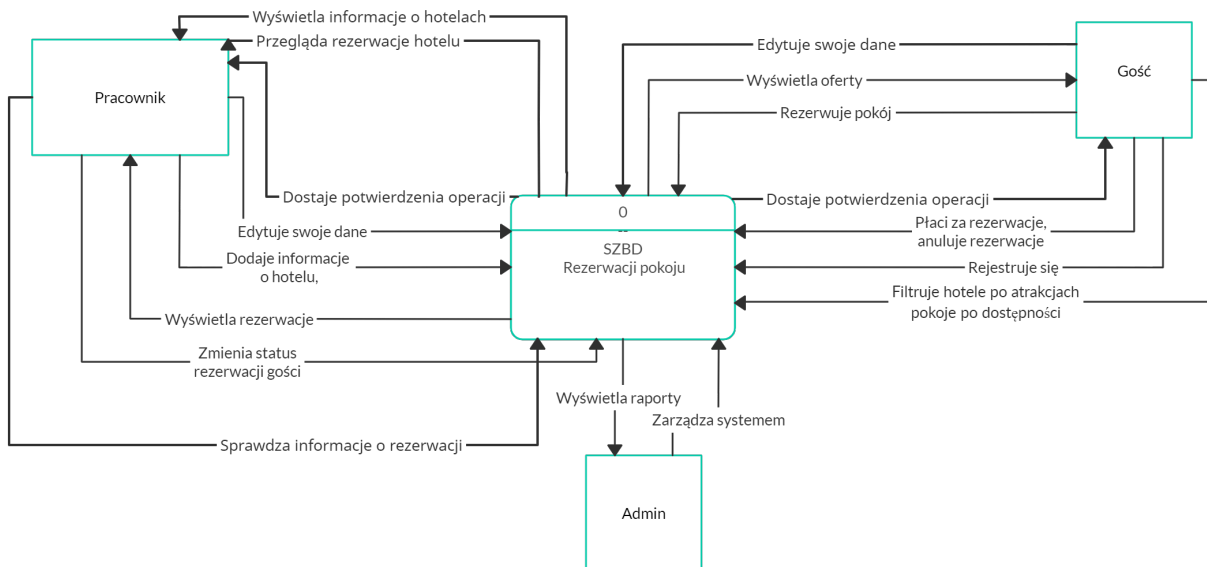 Wyświetla informacje o hotelach
Przegląda rezerwacje hotelu
Pracownik
Dostaje potwierdzenia operacji
Edytuje swoje dane
Dodaje informacje
o hotelu,
Wyświetla rezerwacje
Zmienia status
rezerwacji gości
Sprawdza informacje o rezerwacji
0
--
SZBD
Rezerwacji pokoju
Wyświetla raporty
Zarządza systemem
Admin
Edytuje swoje dane
Wyświetla oferty
Rezerwuje pokój
Gość
Dostaje potwierdzenia operacji
Płaci za rezerwacje,
anuluje rezerwacje
Rejestruje się
Filtruje hotele po atrakcjach
pokoje po dostępności